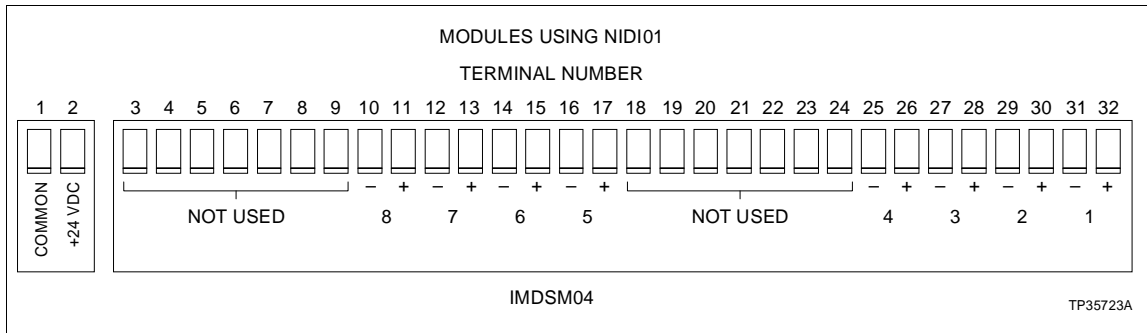 MODULES USING NIDI01
TERMINAL NUMBER
1 2 3 4 5 6 7 8 9 10 11 12 13 14 15 16 17 18 19 20 21 22 23 24 25 26 27 28 29 30 31 32
COMMON
+24 VDC
– + – + – + – + – + – + – + – +
NOT USED 8 7 6 5 NOT USED 4 3 2 1
IMDSM04
TP35723A